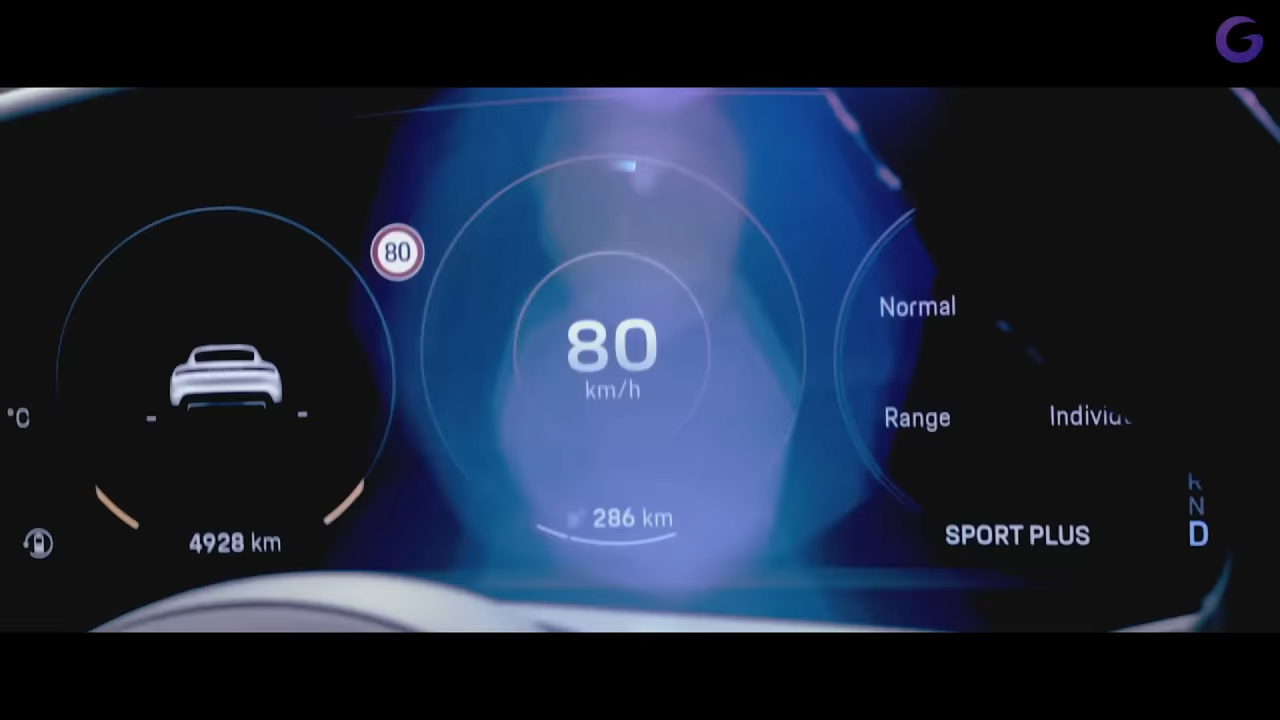 80
80
km/h
286 km
°C
4928 km
Normal
Range
SPORT PLUS
N
D